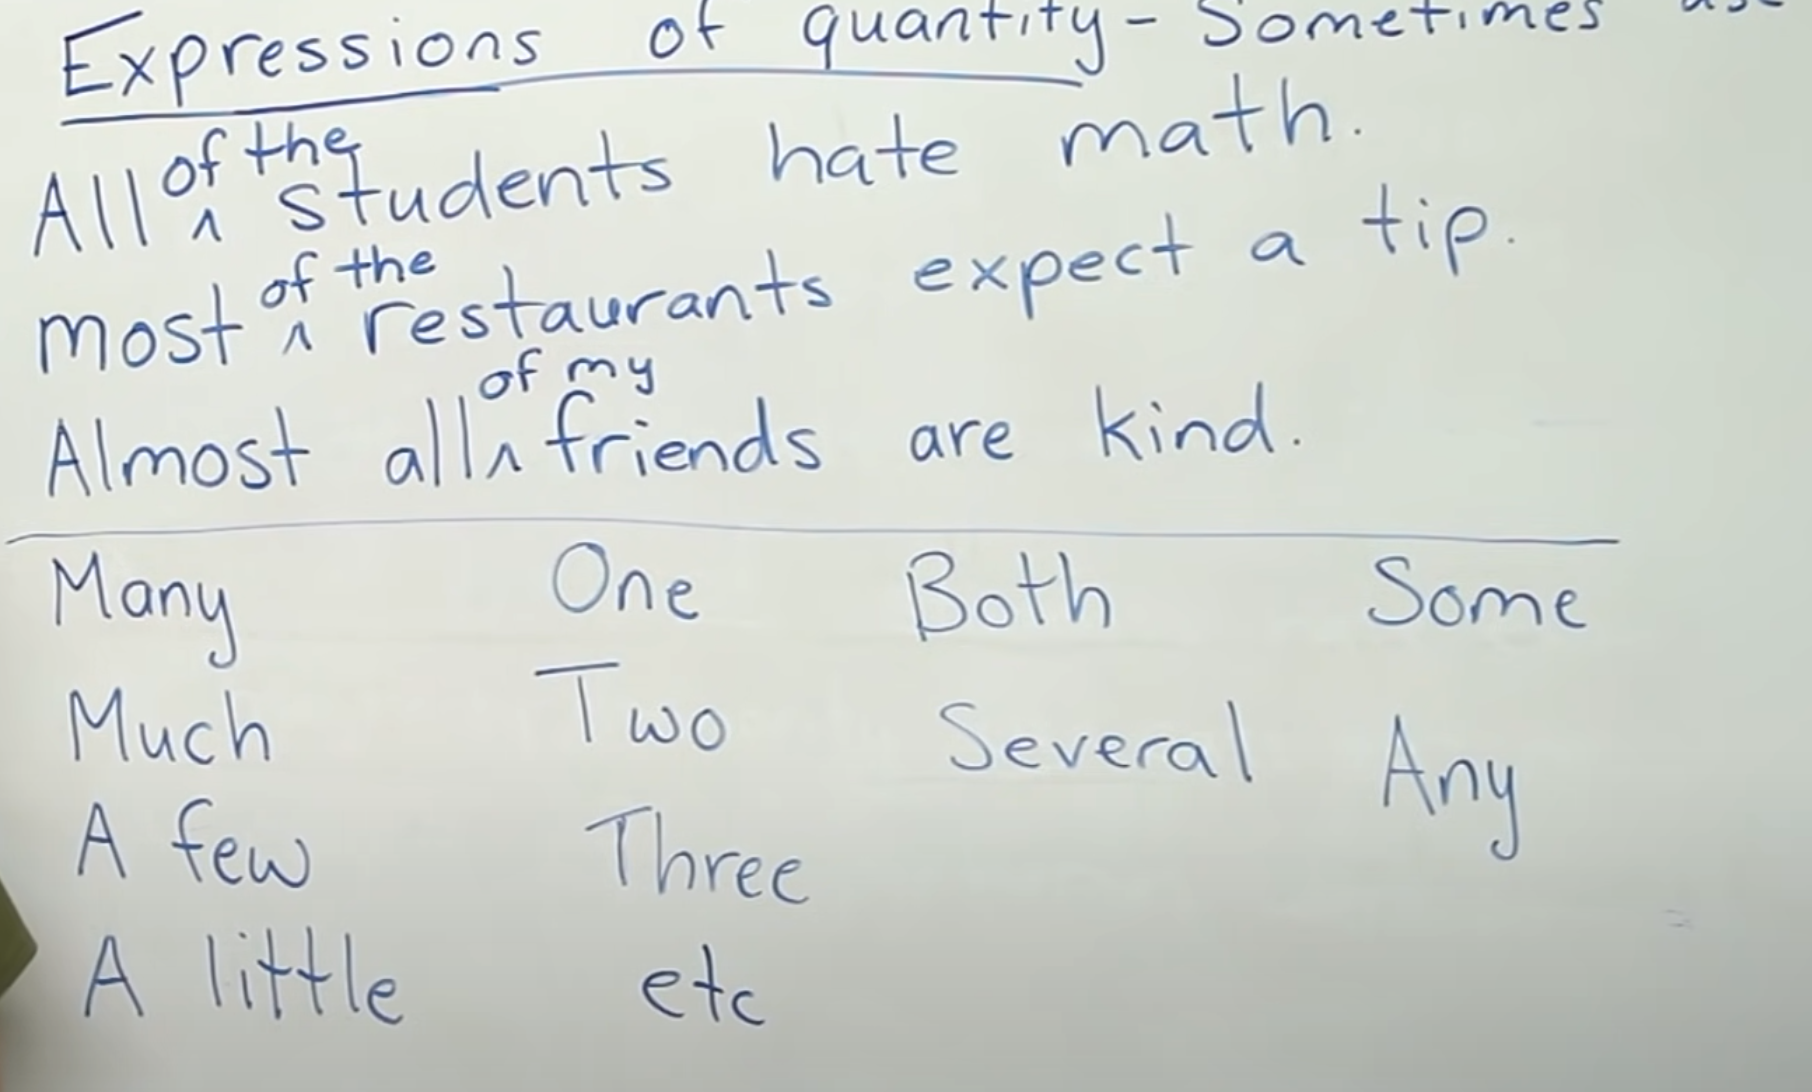 Expressions of quantity - Sometimes
All of the students hate math.
most of the restaurants expect a tip.
Almost all of my friends are kind.
Many One Both Some
Much Two Several Any
A few Three
A little etc